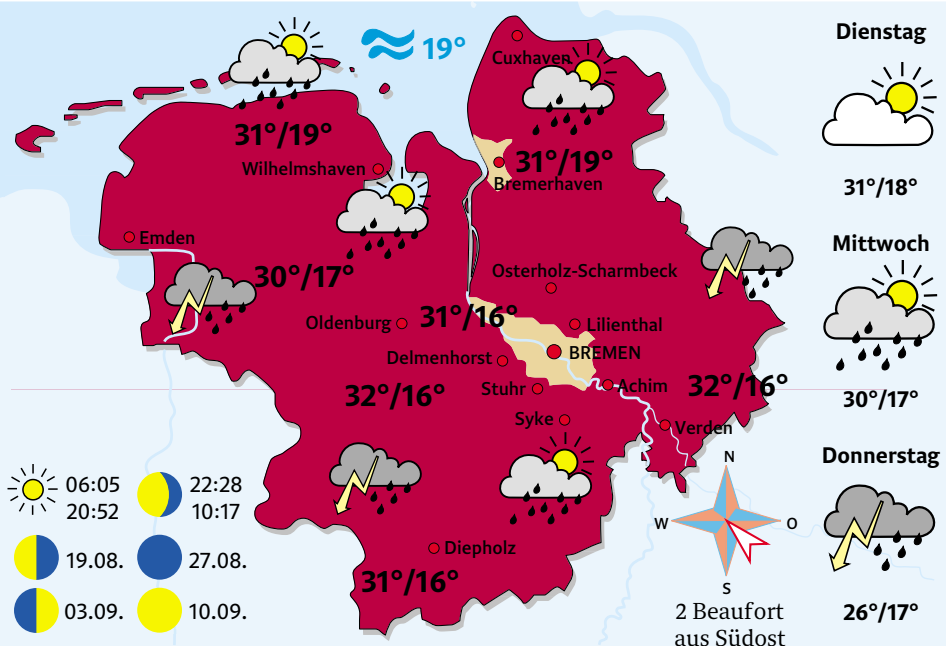 19°
Cuxhaven
31°/19°
Wilhelmshaven
31°/19°
Bremerhaven
Emden
30°/17°
Osterholz-Scharmbeck
31°/16°
Oldenburg
Lilienthal
Delmenhorst
BREMEN
Stuhr
Achim
32°/16°
32°/16°
Syke
Verden
Diepholz
31°/16°
Dienstag
31°/18°
Mittwoch
30°/17°
Donnerstag
26°/17°
06:05
20:52
22:28
10:17
19.08.
27.08.
03.09.
10.09.
N
W
O
S
2 Beaufort
aus Südost